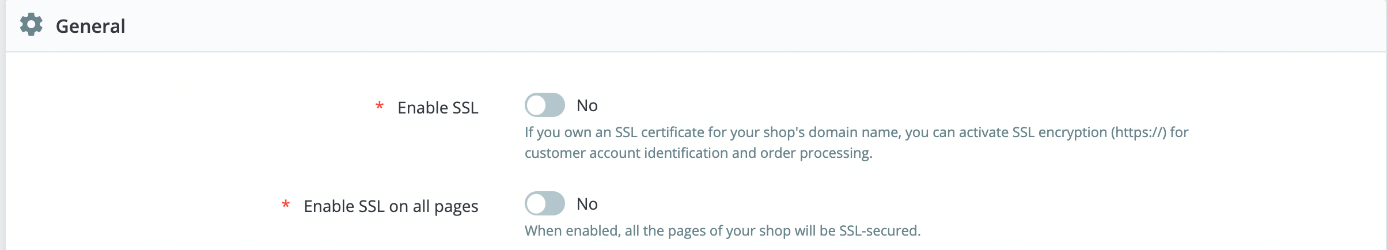 General
* Enable SSL
No
If you own an SSL certificate for your shop's domain name, you can activate SSL encryption (https://) for
customer account identification and order processing.
* Enable SSL on all pages
No
When enabled, all the pages of your shop will be SSL-secured.